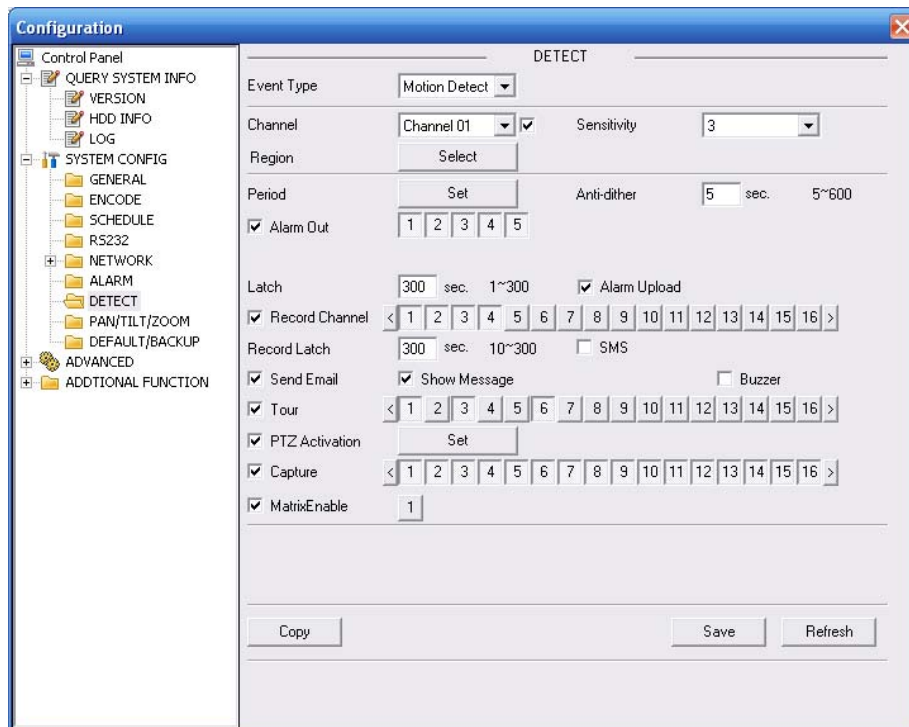 Configuration
Control Panel
QUERY SYSTEM INFO
VERSION
HDD INFO
LOG
SYSTEM CONFIG
GENERAL
ENCODE
SCHEDULE
RS232
NETWORK
ALARM
DETECT
PAN/TILT/ZOOM
DEFAULT/BACKUP
ADVANCED
ADDTIONAL FUNCTION
DETECT
Event Type Motion Detect
Channel Channel 01 Sensitivity 3
Region Select
Period Set Anti-dither 5 sec. 5~600
Alarm Out 1 2 3 4 5
Latch 300 sec. 1~300 Alarm Upload
Record Channel < 1 2 3 4 5 6 7 8 9 10 11 12 13 14 15 16 >
Record Latch 300 sec. 10~300 SMS
Send Email Show Message Buzzer
Tour < 1 2 3 4 5 6 7 8 9 10 11 12 13 14 15 16 >
PTZ Activation Set
Capture < 1 2 3 4 5 6 7 8 9 10 11 12 13 14 15 16 >
MatrixEnable 1
Copy Save Refresh